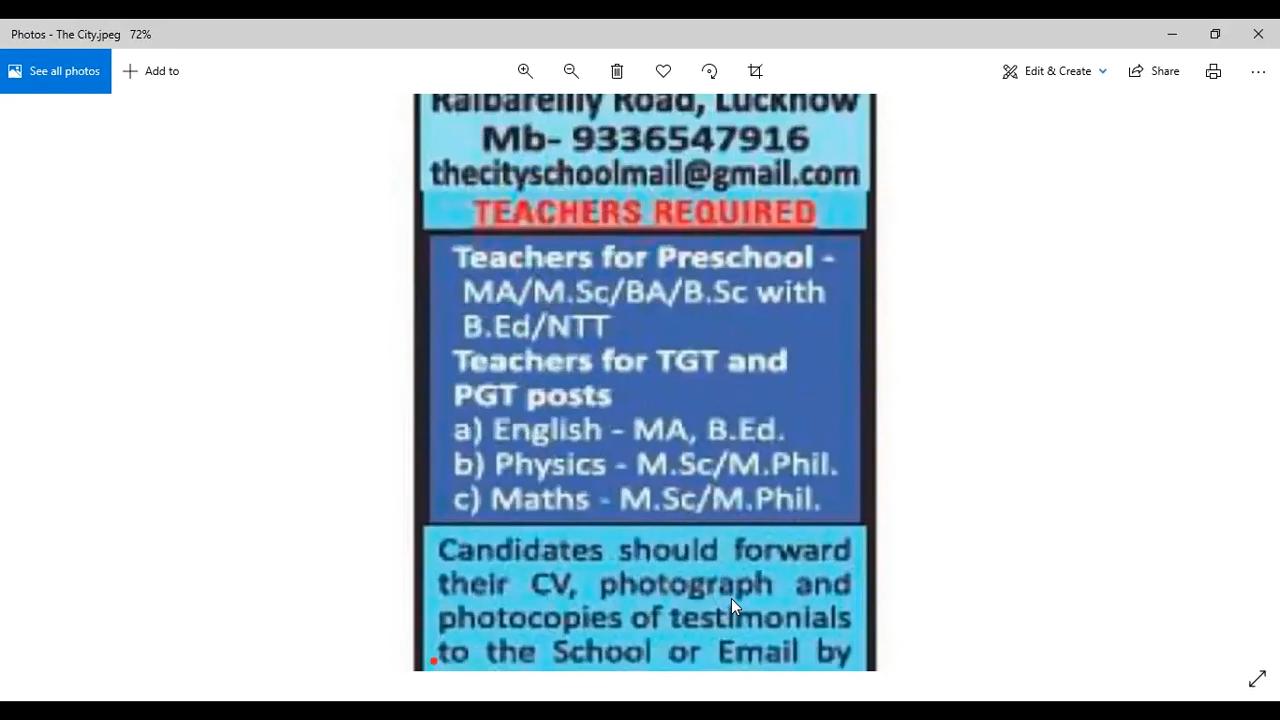 Photos - The City.jpeg 72%
See all photos
Add to
Edit & Create
Share
Raibareilly Road, Lucknow
Mb- 9336547916
thecityschoolmail@gmail.com
TEACHERS REQUIRED
Teachers for Preschool -
MA/M.Sc/BA/B.Sc with
B.Ed/NTT
Teachers for TGT and
PGT posts
a) English - MA, B.Ed.
b) Physics - M.Sc/M.Phil.
c) Maths - M.Sc/M.Phil.
Candidates should forward
their CV, photograph and
photocopies of testimonials
to the School or Email by